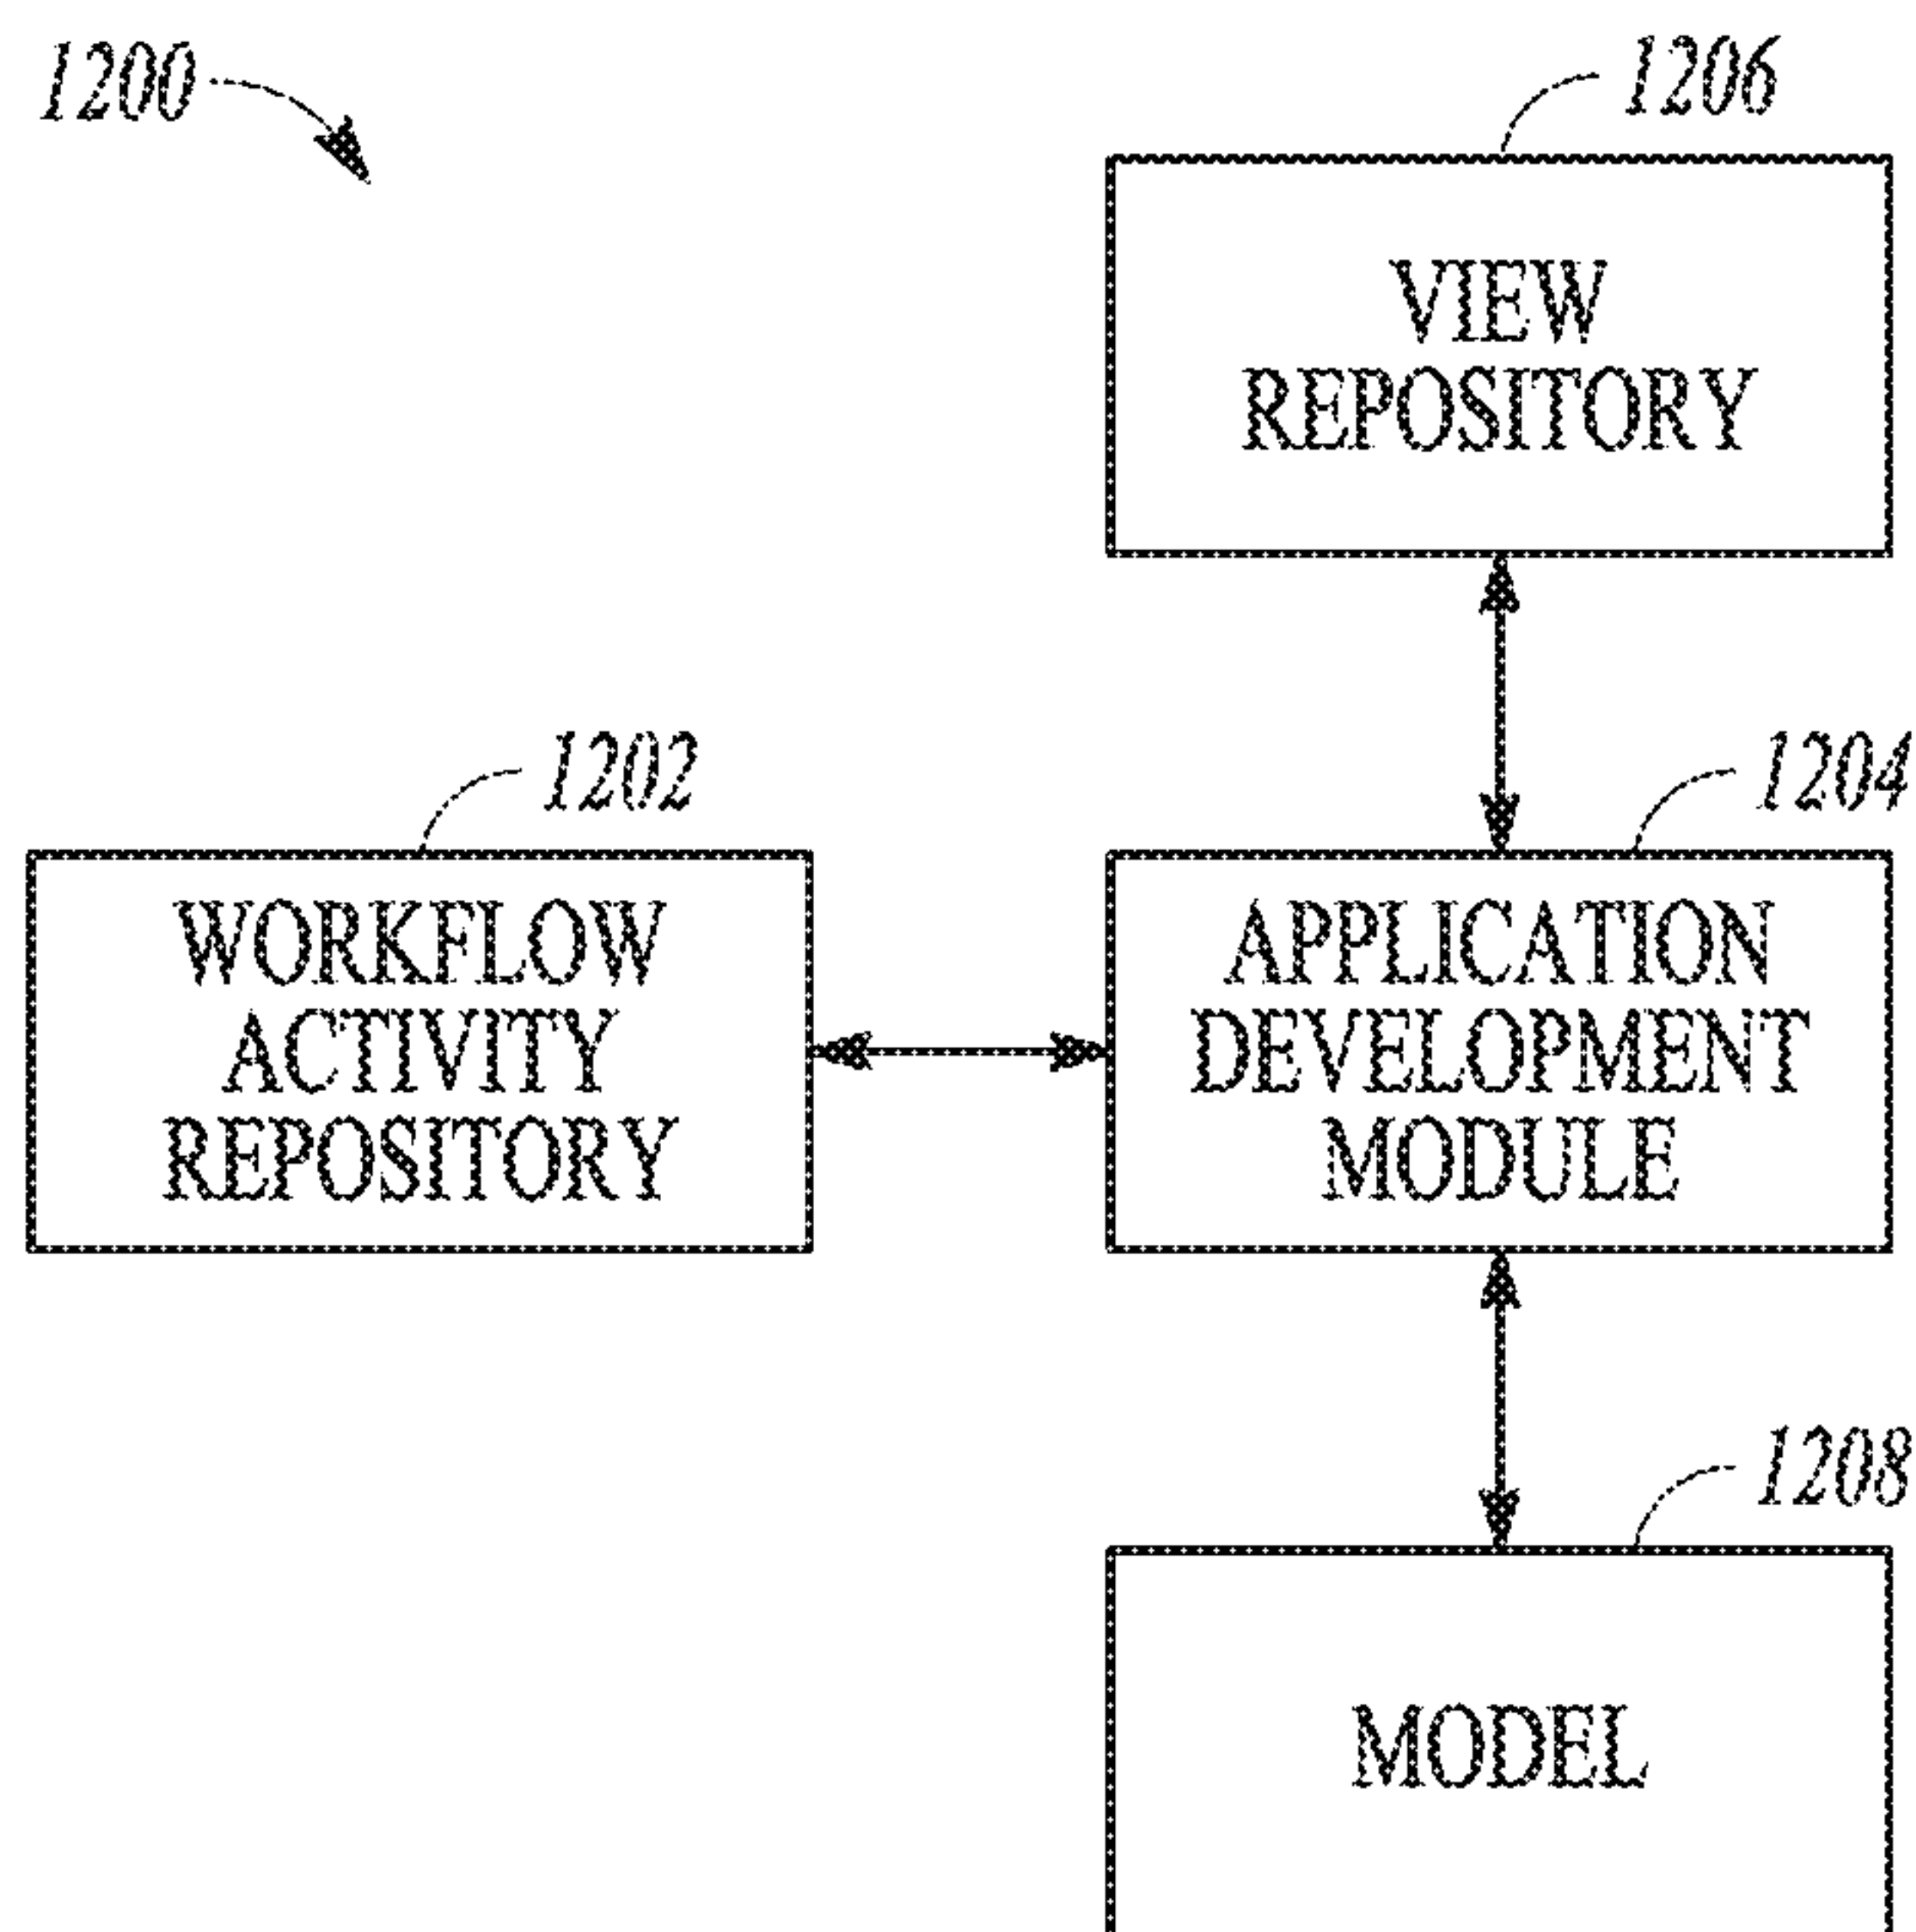 1200
1206
VIEW
REPOSITORY
1202
1204
WORKFLOW
ACTIVITY
REPOSITORY
APPLICATION
DEVELOPMENT
MODULE
1208
MODEL